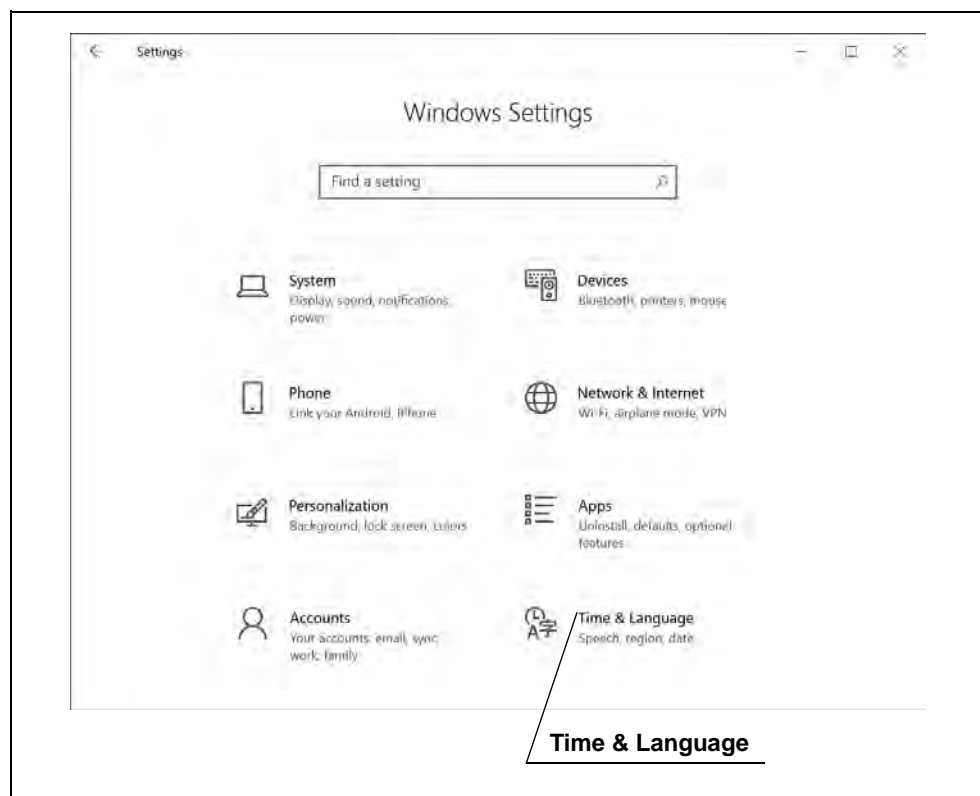 Settings
Windows Settings
Find a setting
System
Display, sound, notifications,
power
Devices
Bluetooth, printers, mouse
Phone
Link your Android, iPhone
Network & Internet
Wi-Fi, airplane mode, VPN
Personalization
Background, lock screen, colors
Apps
Uninstall, defaults, optional
features
Accounts
Your accounts, email, sync,
work, family
Time & Language
Speech, region, date
Time & Language